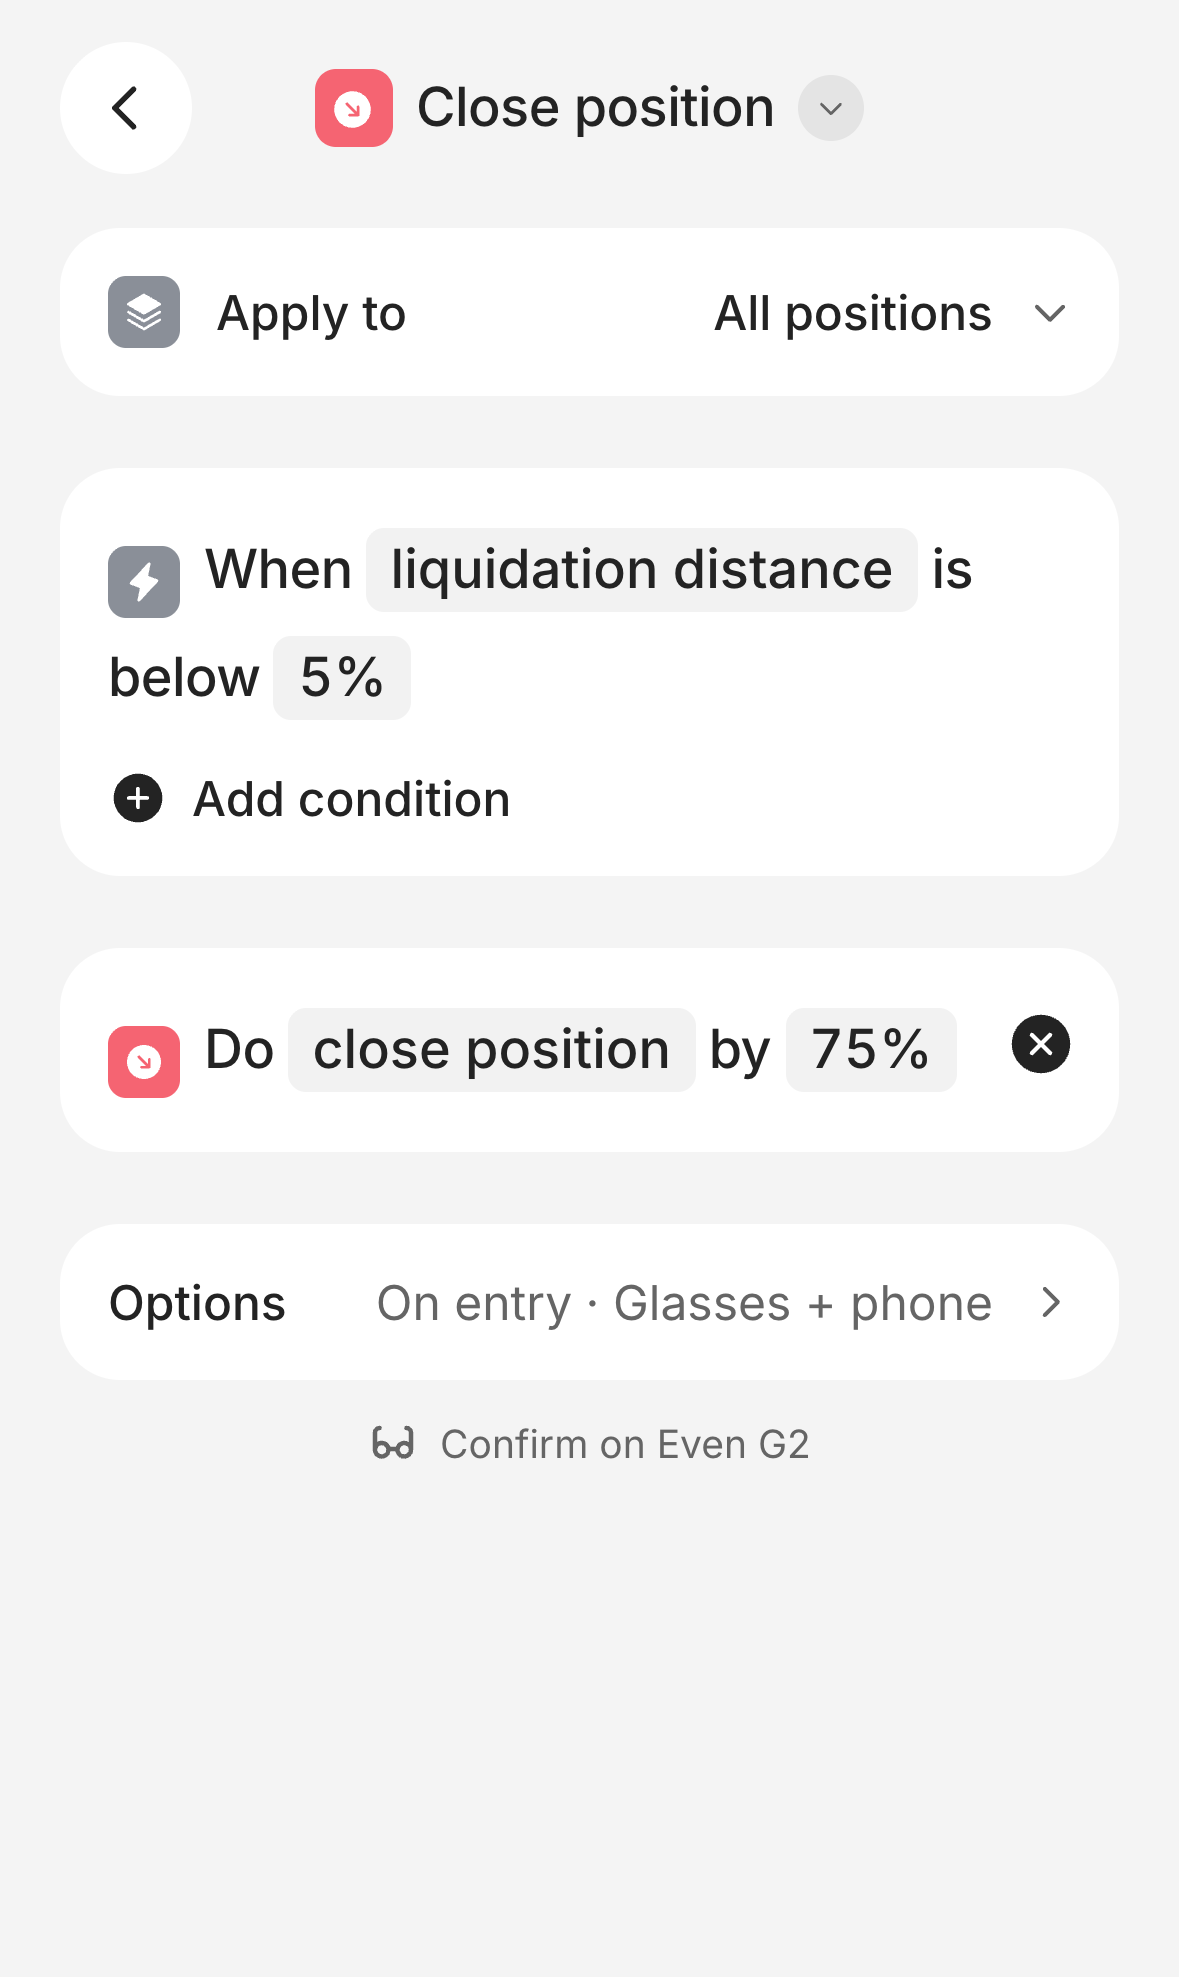 Close position
Apply to All positions
When liquidation distance is
below 5%
Add condition
Do close position by 75%
Options On entry · Glasses + phone
Confirm on Even G2